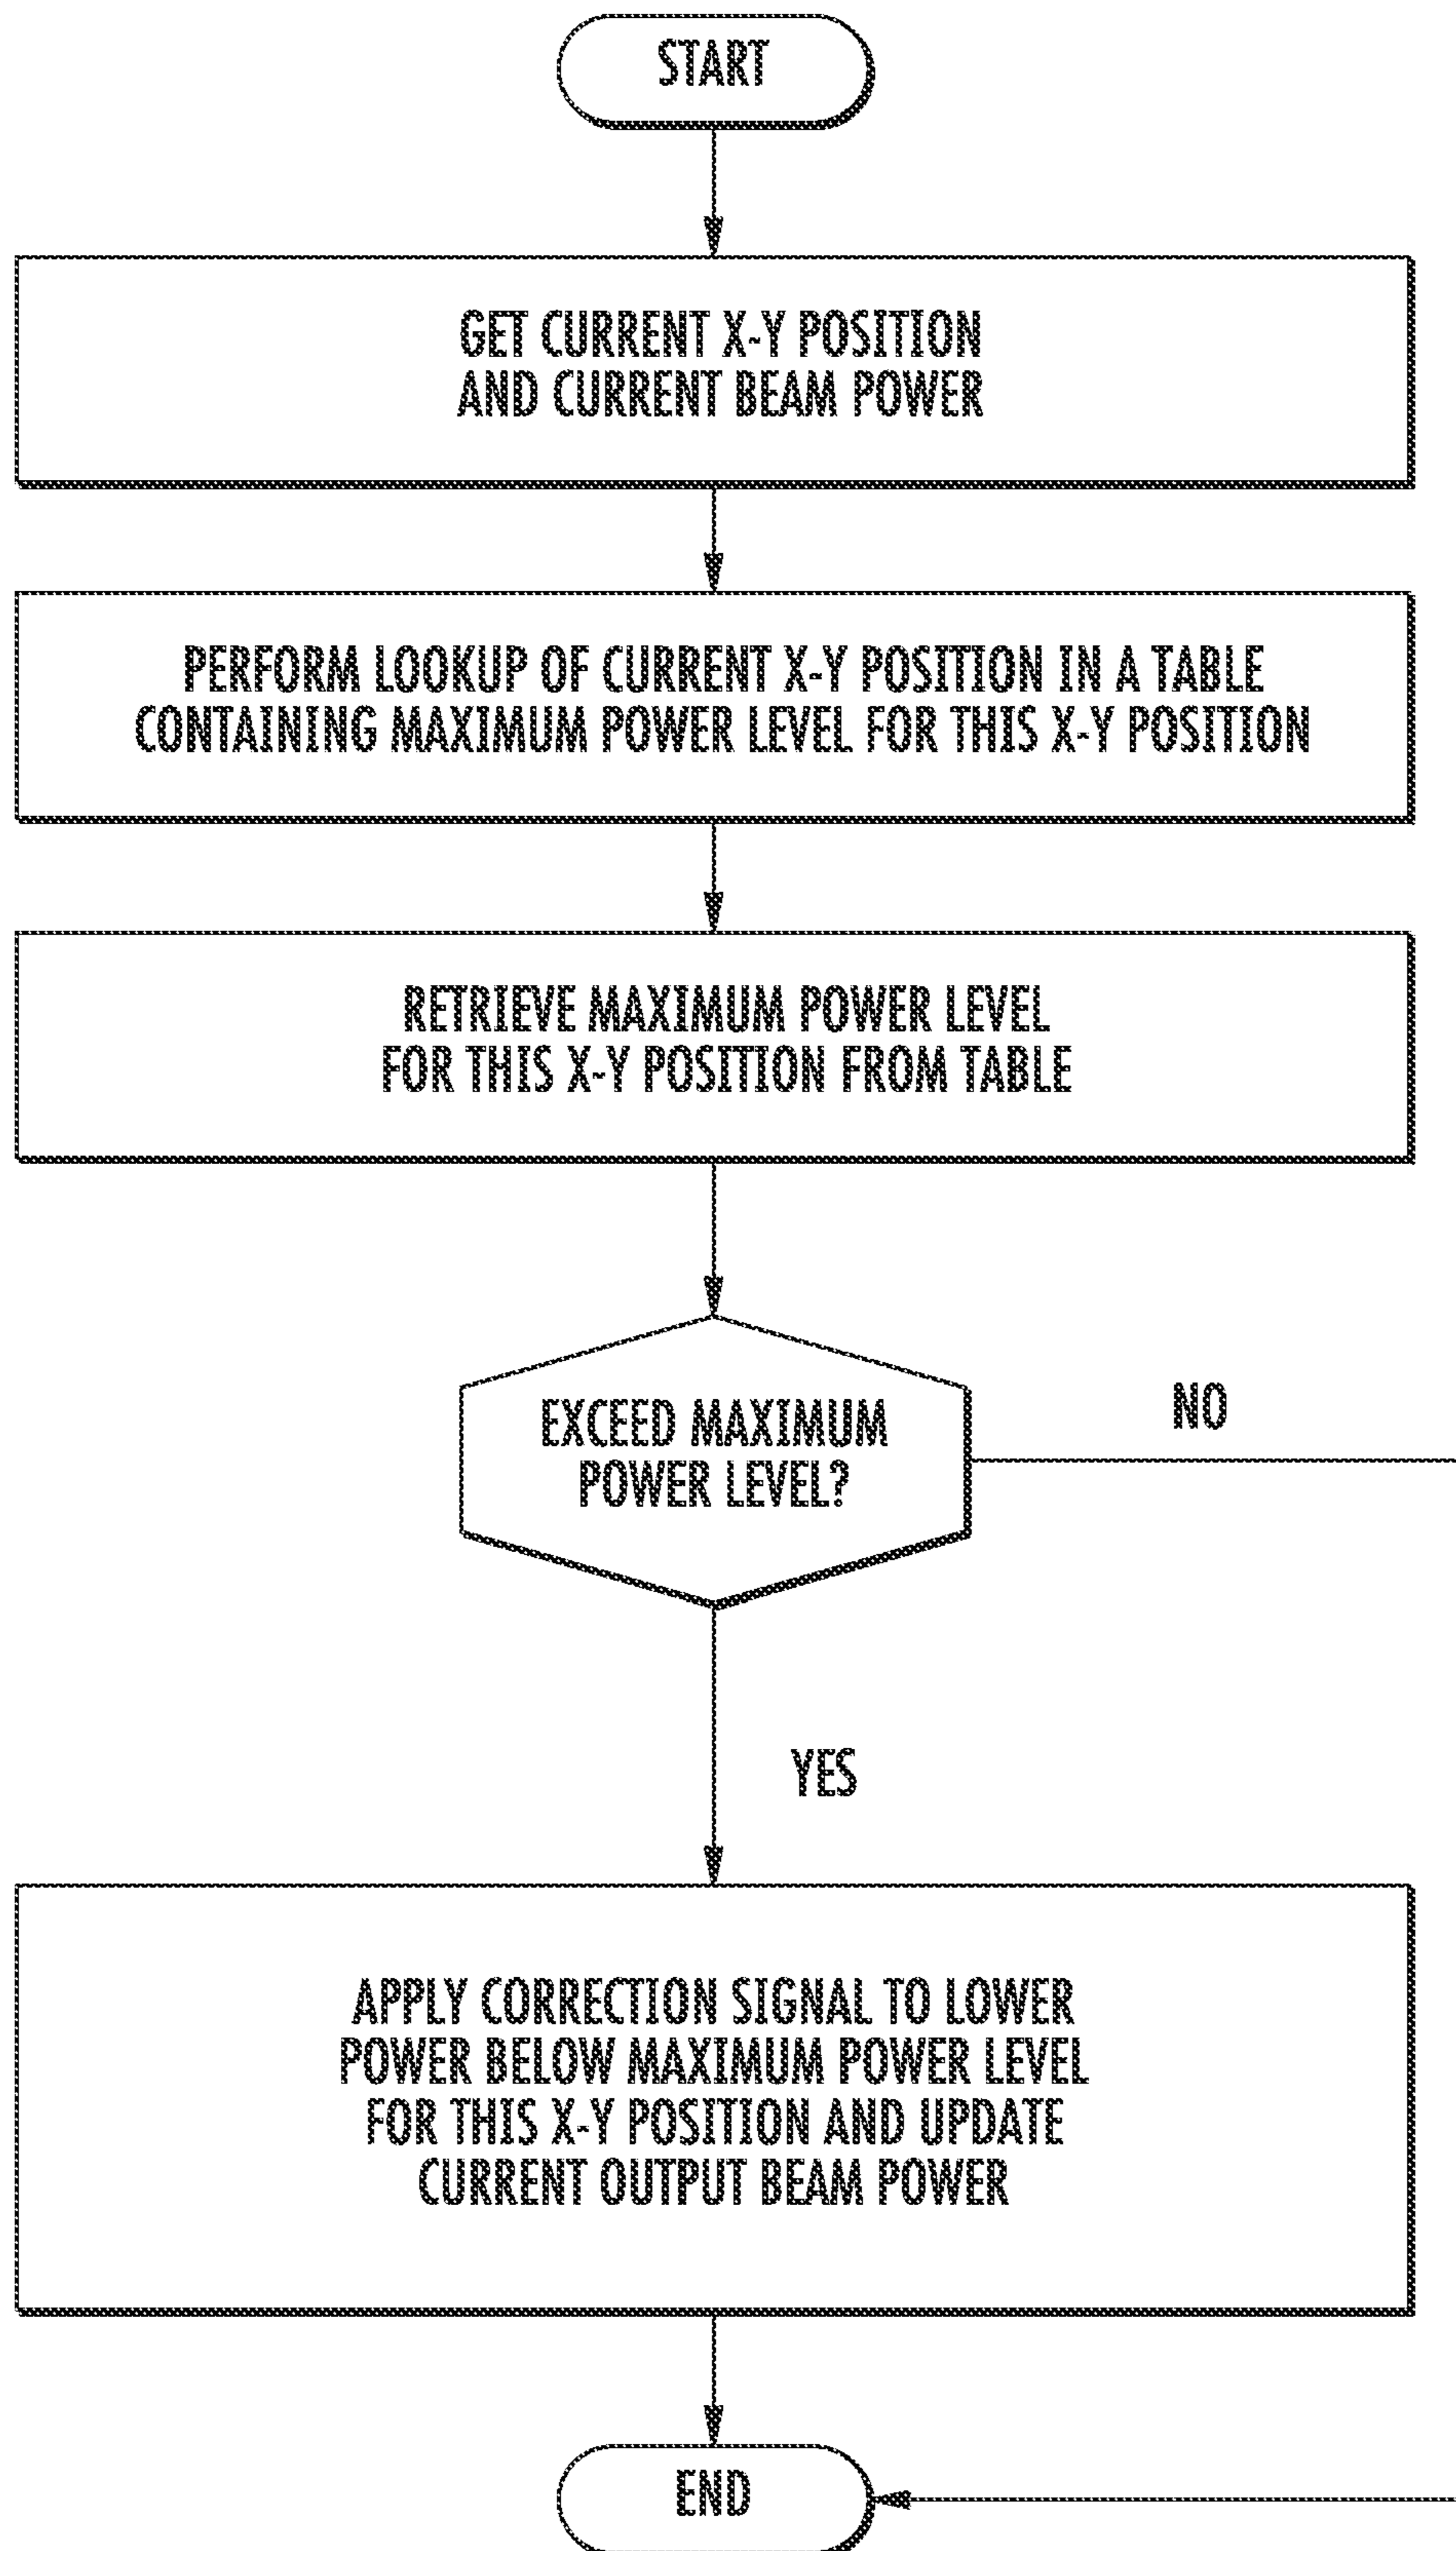 START
GET CURRENT X-Y POSITION
AND CURRENT BEAM POWER
PERFORM LOOKUP OF CURRENT X-Y POSITION IN A TABLE
CONTAINING MAXIMUM POWER LEVEL FOR THIS X-Y POSITION
RETRIEVE MAXIMUM POWER LEVEL
FOR THIS X-Y POSITION FROM TABLE
EXCEED MAXIMUM
POWER LEVEL?
NO
YES
APPLY CORRECTION SIGNAL TO LOWER
POWER BELOW MAXIMUM POWER LEVEL
FOR THIS X-Y POSITION AND UPDATE
CURRENT OUTPUT BEAM POWER
END